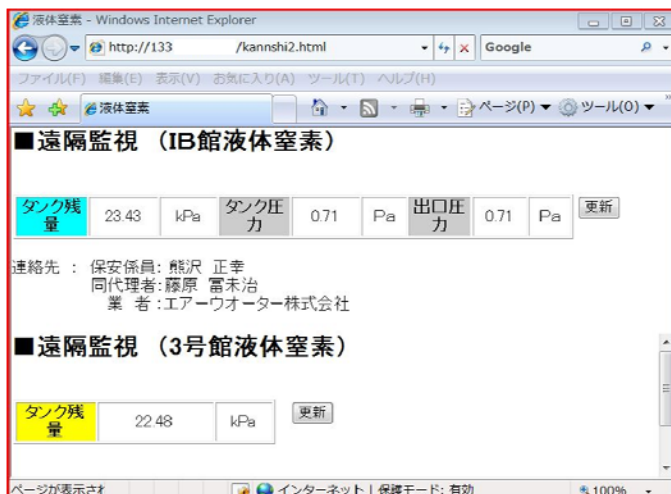 液体窒素 - Windows Internet Explorer
http://133 /kannshi2.html
Google
ファイル(F) 編集(E) 表示(V) お気に入り(A) ツール(T) ヘルプ(H)
液体窒素
ページ(P) ツール(O)
■遠隔監視 （IB館液体窒素）
タンク残量 23.43 kPa タンク圧力 0.71 Pa 出口圧力 0.71 Pa 更新
連絡先 : 保安係員: 熊沢 正幸
同代理者:藤原 冨未治
業 者 :エアーウオーター株式会社
■遠隔監視 （3号館液体窒素）
タンク残量 22.48 kPa 更新
ページが表示され インターネット | 保護モード: 有効 100%